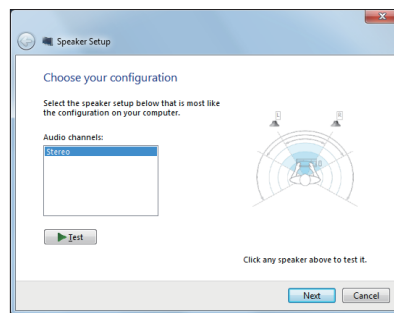 Speaker Setup
Choose your configuration
Select the speaker setup below that is most like
the configuration on your computer.
Audio channels:
Stereo
L
R
Test
Click any speaker above to test it.
Next
Cancel